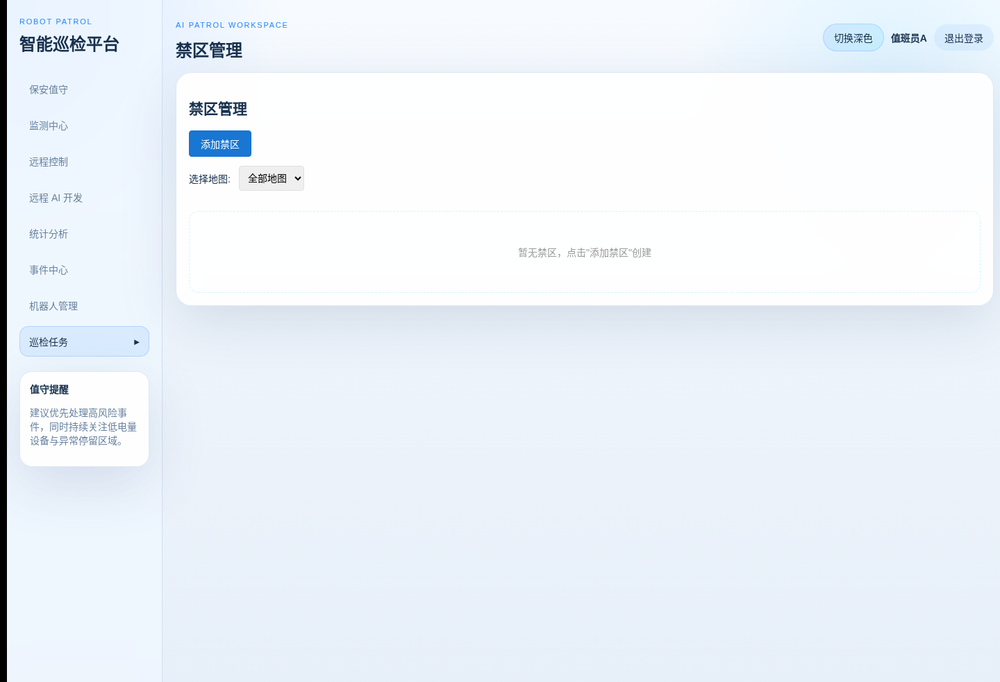 ROBOT PATROL
智能巡检平台
保安值守
监测中心
远程控制
远程 AI 开发
统计分析
事件中心
机器人管理
巡检任务
值守提醒
建议优先处理高风险事
件，同时持续关注低电量
设备与异常停留区域。
AI PATROL WORKSPACE
禁区管理
切换深色
值班员A
退出登录
禁区管理
添加禁区
选择地图: 全部地图
暂无禁区，点击"添加禁区"创建